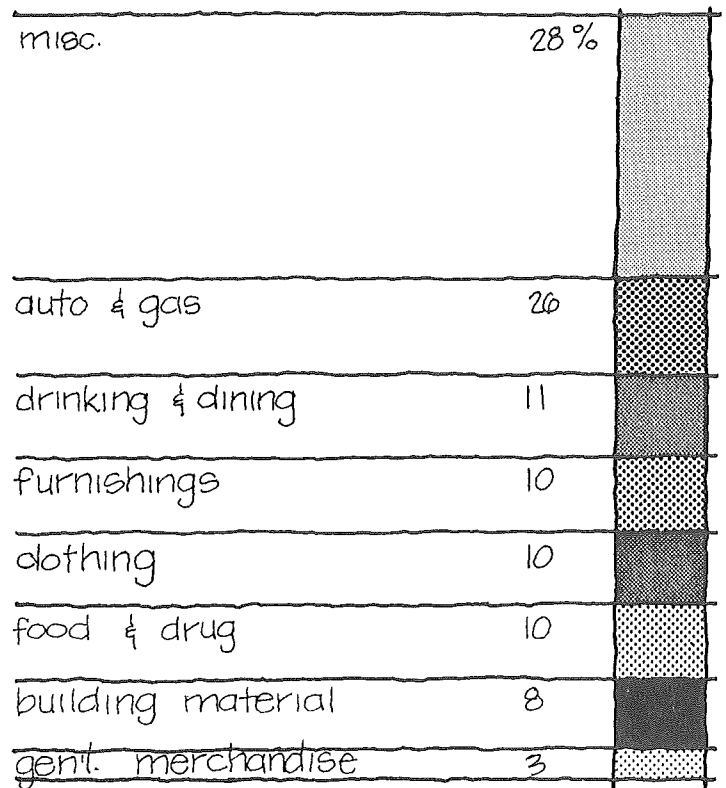 misc. 28%
auto & gas 20
drinking & dining 11
furnishings 10
clothing 10
food & drug 10
building material 8
gen'l. merchandise 3